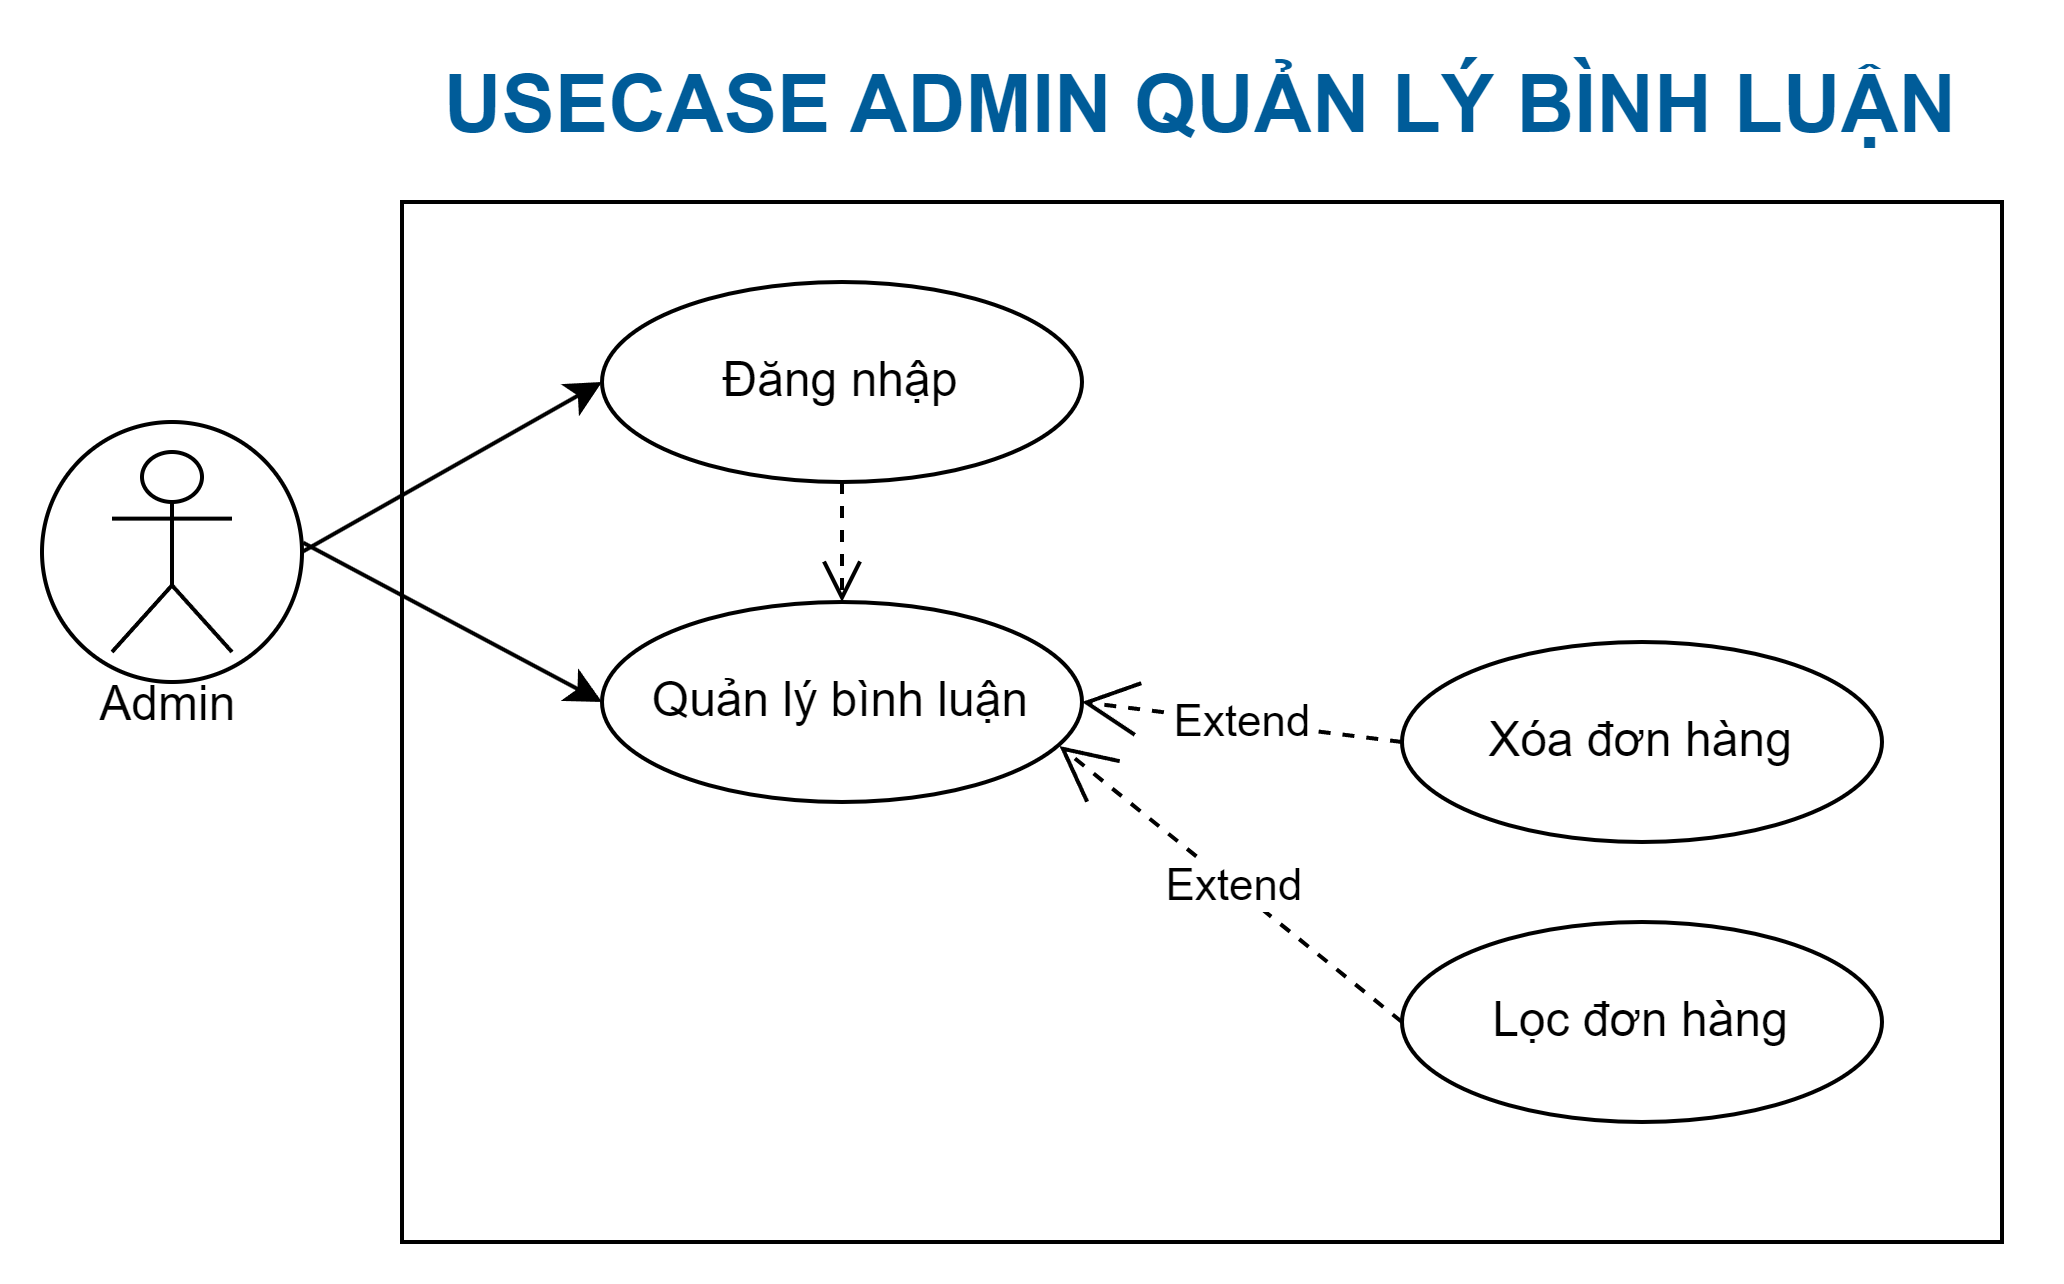 USECASE ADMIN QUẢN LÝ BÌNH LUẬN
Đăng nhập
Admin
Quản lý bình luận
Extend
Xóa đơn hàng
Extend
Lọc đơn hàng